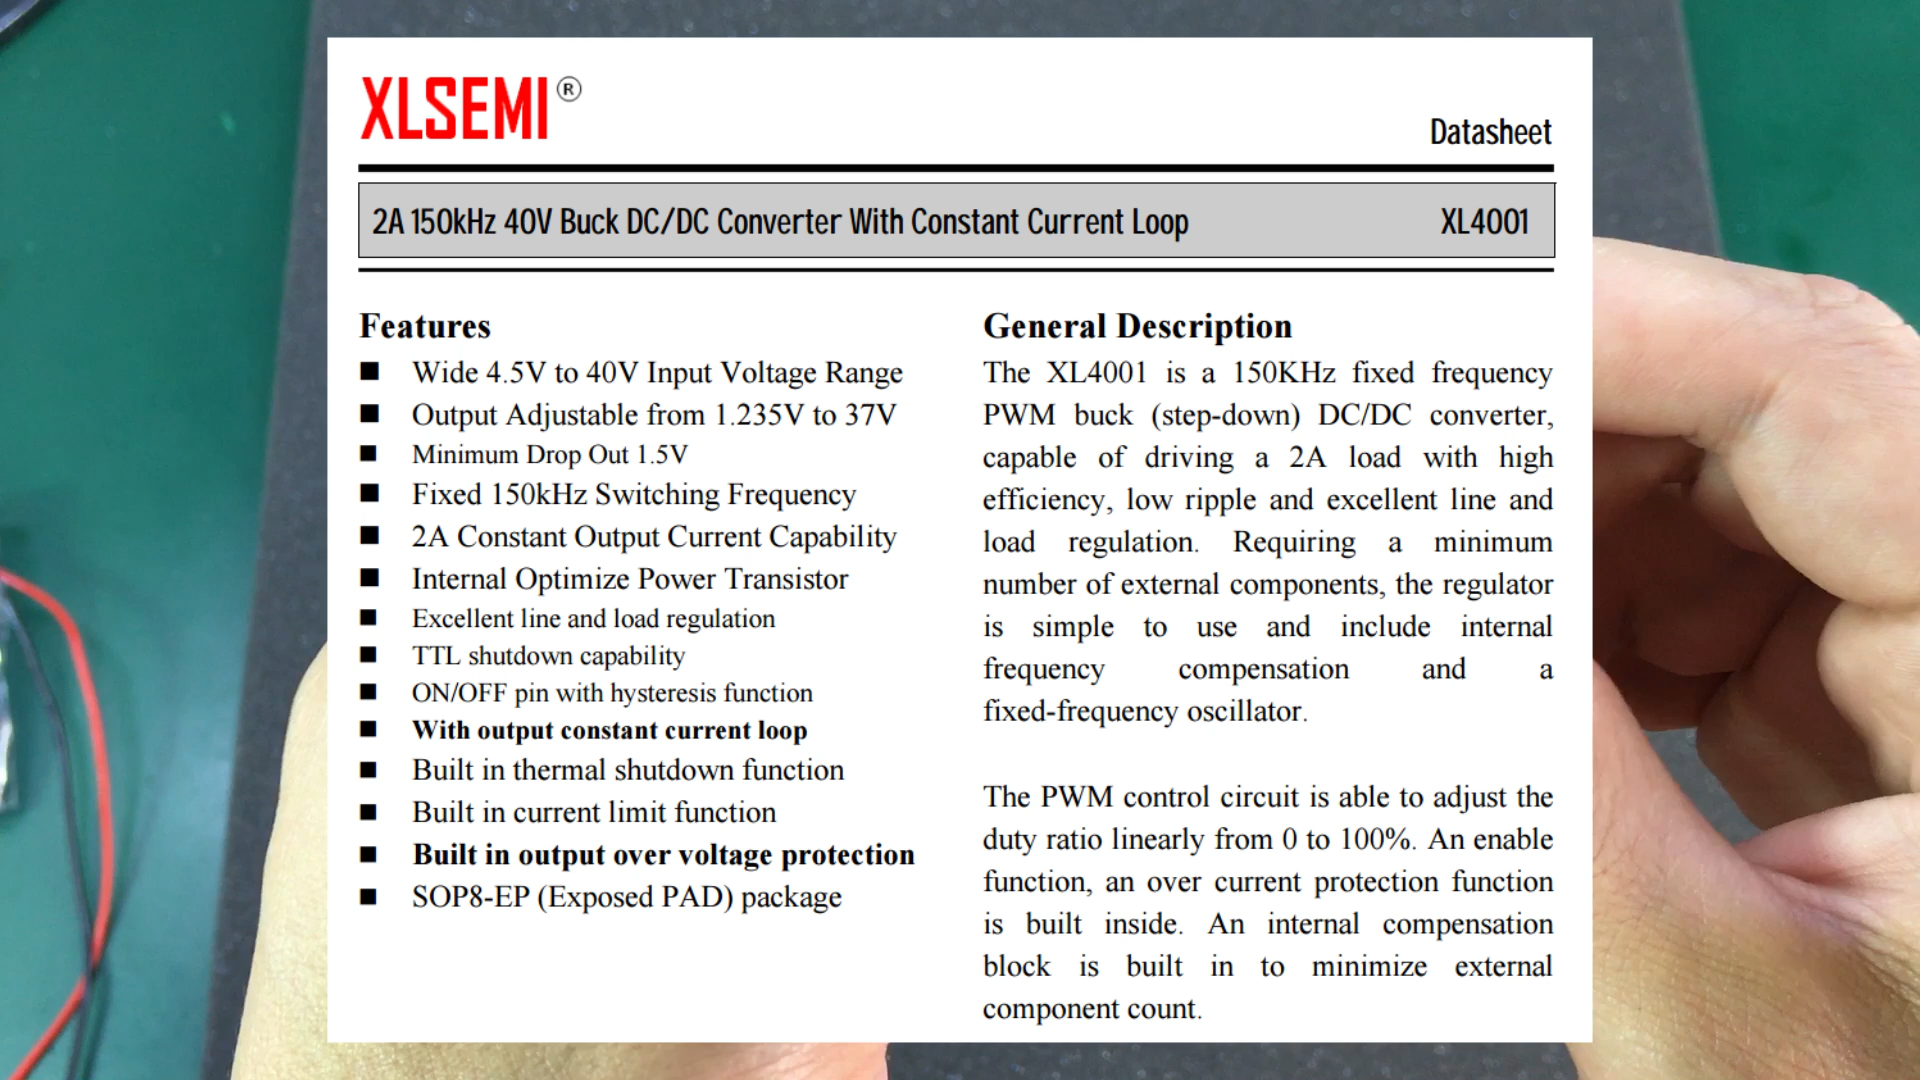 XLSEMI®
Datasheet
2A 150kHz 40V Buck DC/DC Converter With Constant Current Loop XL4001
Features
■ Wide 4.5V to 40V Input Voltage Range
■ Output Adjustable from 1.235V to 37V
■ Minimum Drop Out 1.5V
■ Fixed 150kHz Switching Frequency
■ 2A Constant Output Current Capability
■ Internal Optimize Power Transistor
■ Excellent line and load regulation
■ TTL shutdown capability
■ ON/OFF pin with hysteresis function
■ With output constant current loop
■ Built in thermal shutdown function
■ Built in current limit function
■ Built in output over voltage protection
■ SOP8-EP (Exposed PAD) package
General Description
The XL4001 is a 150KHz fixed frequency
PWM buck (step-down) DC/DC converter,
capable of driving a 2A load with high
efficiency, low ripple and excellent line and
load regulation. Requiring a minimum
number of external components, the regulator
is simple to use and include internal
frequency compensation and a
fixed-frequency oscillator.
The PWM control circuit is able to adjust the
duty ratio linearly from 0 to 100%. An enable
function, an over current protection function
is built inside. An internal compensation
block is built in to minimize external
component count.